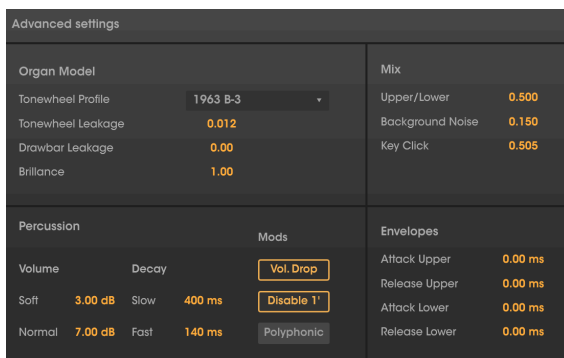 Advanced settings
Organ Model
Tonewheel Profile 1963 B-3
Tonewheel Leakage 0.012
Drawbar Leakage 0.00
Brillance 1.00
Mix
Upper/Lower 0.500
Background Noise 0.150
Key Click 0.505
Percussion
Mods
Volume Decay Vol. Drop
Soft 3.00 dB Slow 400 ms Disable 1'
Normal 7.00 dB Fast 140 ms Polyphonic
Envelopes
Attack Upper 0.00 ms
Release Upper 0.00 ms
Attack Lower 0.00 ms
Release Lower 0.00 ms